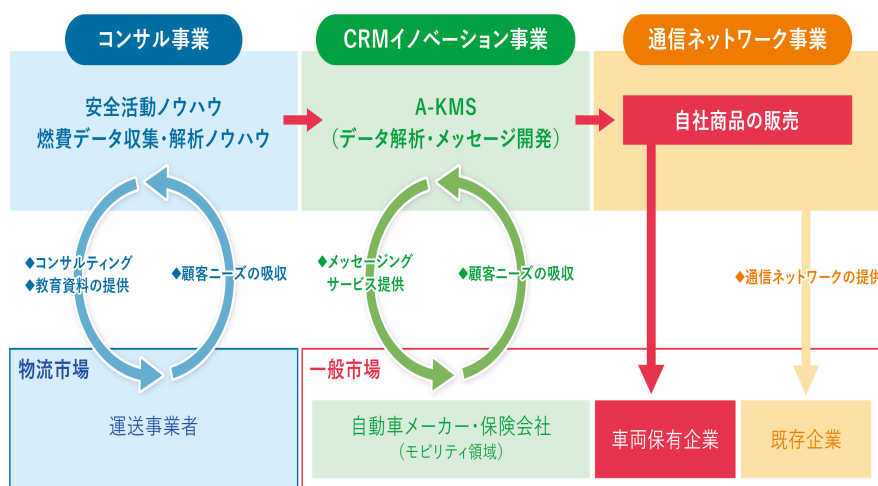 コンサル事業
CRMイノベーション事業
通信ネットワーク事業
安全活動ノウハウ
燃費データ収集・解析ノウハウ
A-KMS
(データ解析・メッセージ開発)
自社商品の販売
◆コンサルティング
◆教育資料の提供
◆顧客ニーズの吸収
◆メッセージング
サービス提供
◆顧客ニーズの吸収
◆通信ネットワークの提供
物流市場
運送事業者
一般市場
自動車メーカー・保険会社
(モビリティ領域)
車両保有企業
既存企業